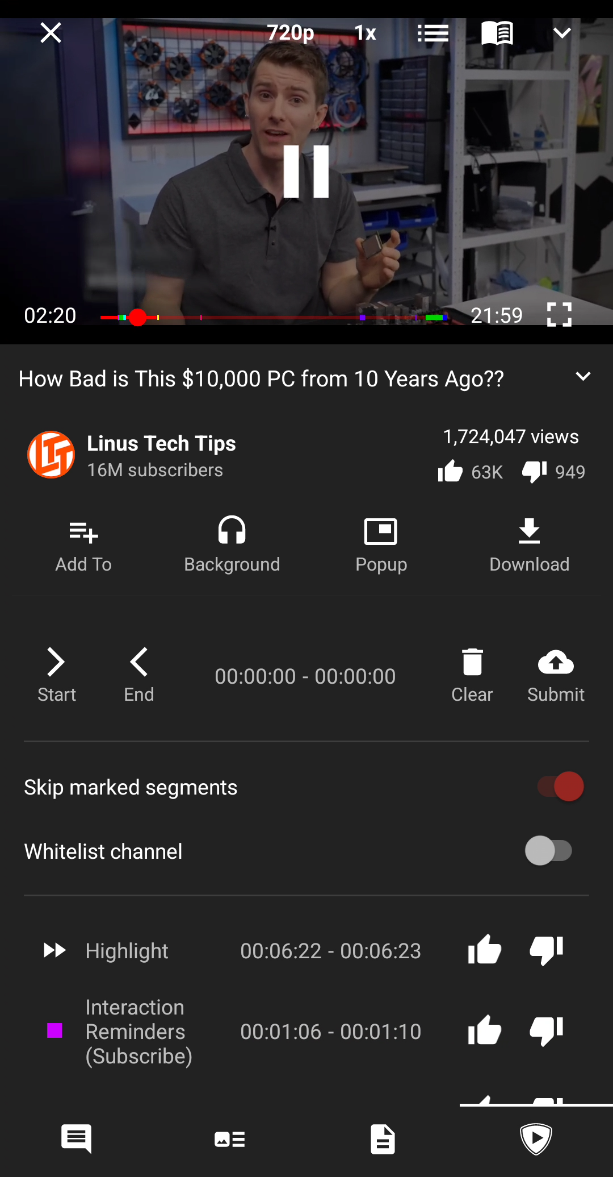 720p 1x
02:20 21:59
How Bad is This $10,000 PC from 10 Years Ago??
Linus Tech Tips 1,724,047 views
16M subscribers 63K 949
Add To Background Popup Download
00:00:00 - 00:00:00
Start End Clear Submit
Skip marked segments
Whitelist channel
Highlight 00:06:22 - 00:06:23
Interaction
Reminders 00:01:06 - 00:01:10
(Subscribe)